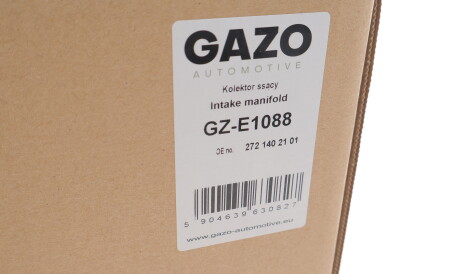 GAZO
AUTOMOTIVE
Kolektor ssący
Intake manifold
GZ-E1088
OE no. 272 140 21 01
5 904639 630827
www.gazo-automotive.eu